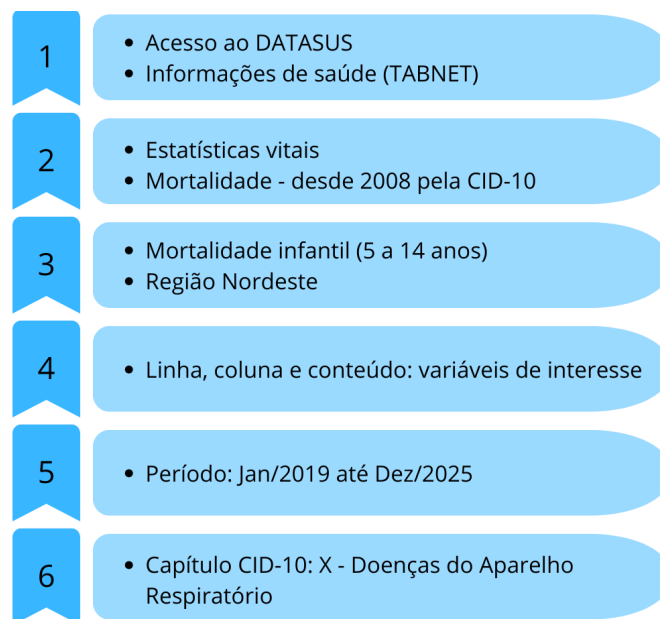 1
• Acesso ao DATASUS
• Informações de saúde (TABNET)
2
• Estatísticas vitais
• Mortalidade - desde 2008 pela CID-10
3
• Mortalidade infantil (5 a 14 anos)
• Região Nordeste
4
• Linha, coluna e conteúdo: variáveis de interesse
5
• Período: Jan/2019 até Dez/2025
6
• Capítulo CID-10: X - Doenças do Aparelho
Respiratório